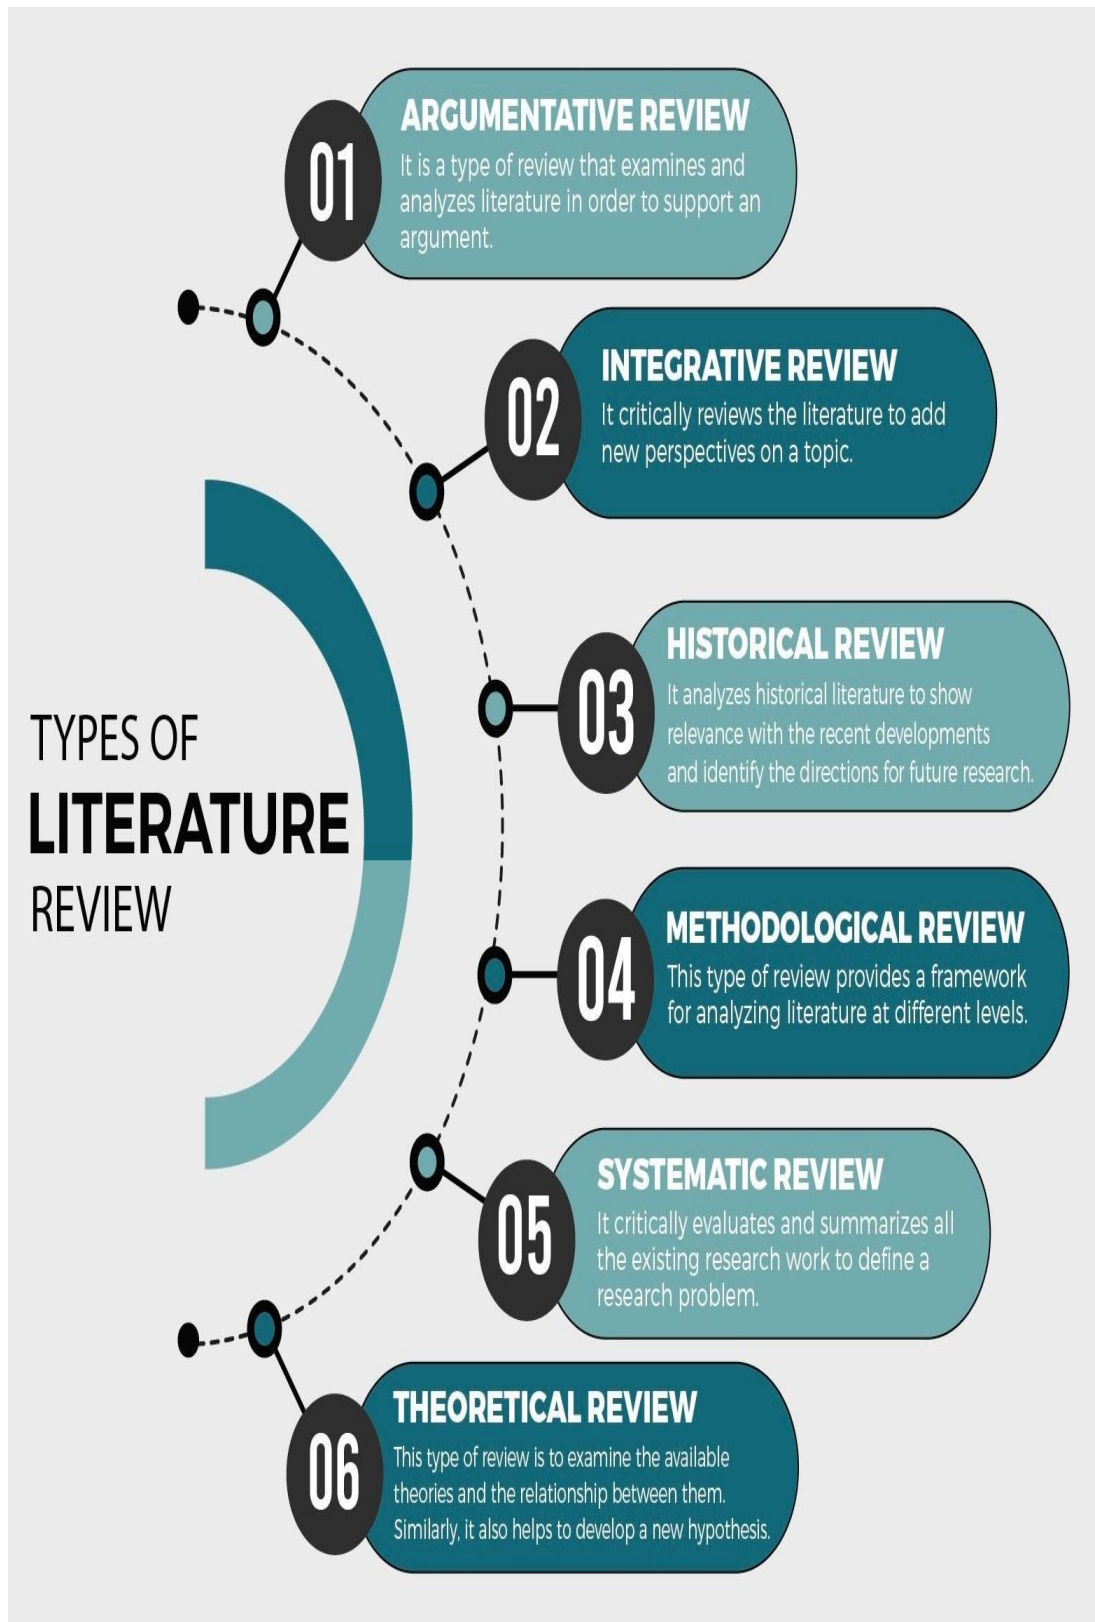 TYPES OF
LITERATURE
REVIEW
01
ARGUMENTATIVE REVIEW
It is a type of review that examines and
analyzes literature in order to support an
argument.
02
INTEGRATIVE REVIEW
It critically reviews the literature to add
new perspectives on a topic.
03
HISTORICAL REVIEW
It analyzes historical literature to show
relevance with the recent developments
and identify the directions for future research.
04
METHODOLOGICAL REVIEW
This type of review provides a framework
for analyzing literature at different levels.
05
SYSTEMATIC REVIEW
It critically evaluates and summarizes all
the existing research work to define a
research problem.
06
THEORETICAL REVIEW
This type of review is to examine the available
theories and the relationship between them.
Similarly, it also helps to develop a new hypothesis.